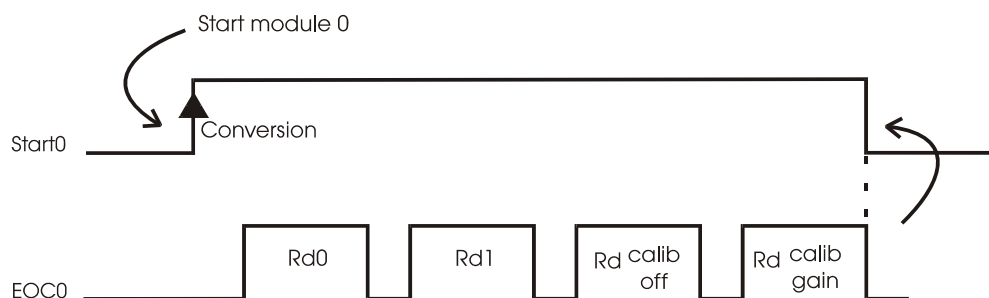 Start module 0
Conversion
Start0
Rd0
Rd1
Rd calib
off
Rd calib
gain
EOC0